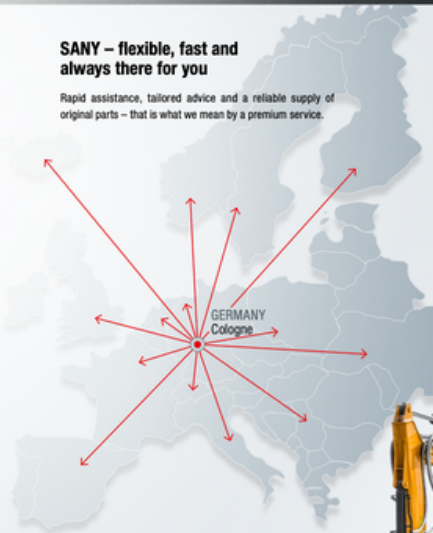 SANY – flexible, fast and
always there for you
Rapid assistance, tailored advice and a reliable supply of
original parts – that is what we mean by a premium service.
GERMANY
Cologne